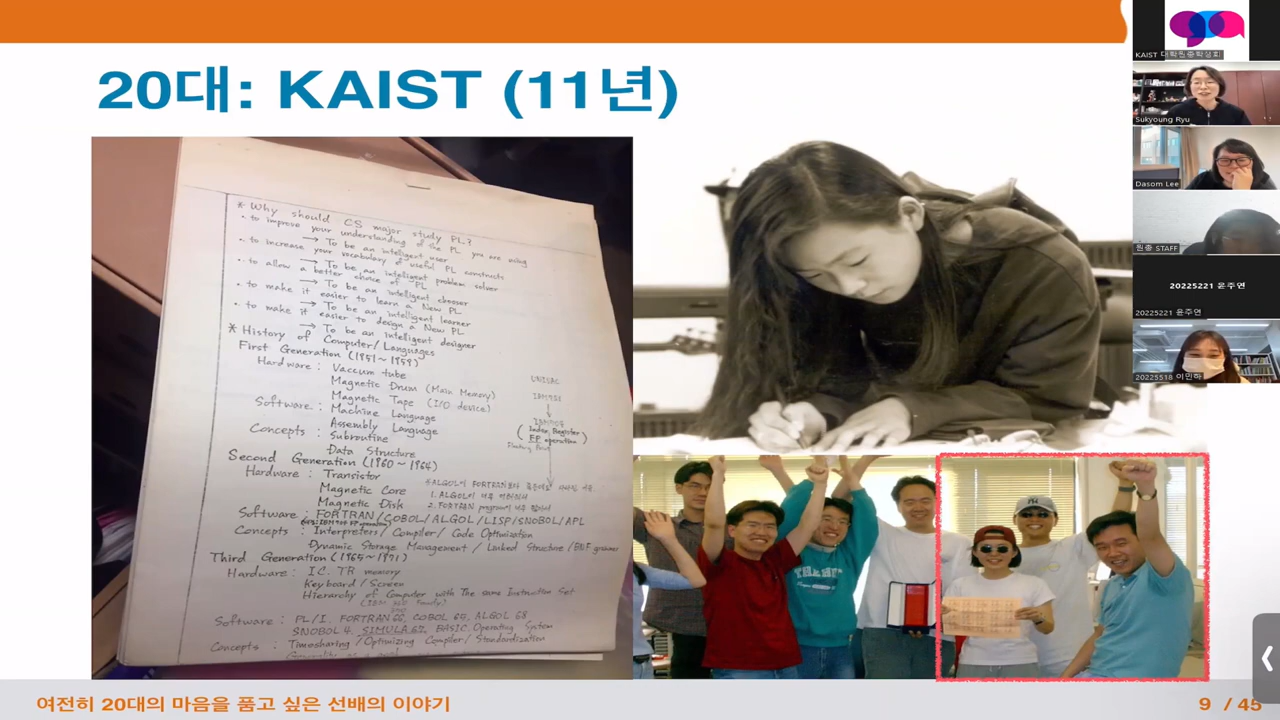 20대: KAIST (11년)
* Why should CS major study PL?
• to improve your understanding of the PL you are using
→ To be an intelligent user
• to increase your vocabulary of useful PL constructs
→ To be an intelligent problem solver
• to allow a better choice of PL
→ To be an intelligent chooser
• to make it easier to learn a New PL
→ To be an intelligent learner
• to make it easier to design a New PL
→ To be an intelligent designer
* History of Computer/Languages
First Generation (1951~1959)
Hardware : Vaccum tube
Magnetic Drum (Main Memory)
Magnetic Tape (I/O device)
Software : Machine Language
Assembly Language
Concepts : Subroutine
Data Structure
Index Register
FP operation
Floating Point
Second Generation (1960~1964)
Hardware : Transistor
Magnetic Core
Magnetic Disk
Software : FORTRAN/COBOL/ALGOL/LISP/SNOBOL/APL
Concepts : Interpreters/Compiler/Code Optimization
Dynamic Storage Management / Linked Structure /BNF grammar
Third Generation (1965~1971)
Hardware : IC. TR memory
Keyboard/Screen
Hierarchy of Computer with The same Instruction Set
Software : PL/I. FORTRAN 66, COBOL 65, ALGOL 68
SNOBOL 4. SIMULA 67. BASIC. Operating System
Concepts : Timesharing/Optimizing Compiler/Standardization
여전히 20대의 마음을 품고 싶은 선배의 이야기
9 / 45
KAIST 대학원총학생회
Sukyoung Ryu
Dasom Lee
원총 STAFF
20225221 윤주연
20225221 윤주연
20225518 이민하